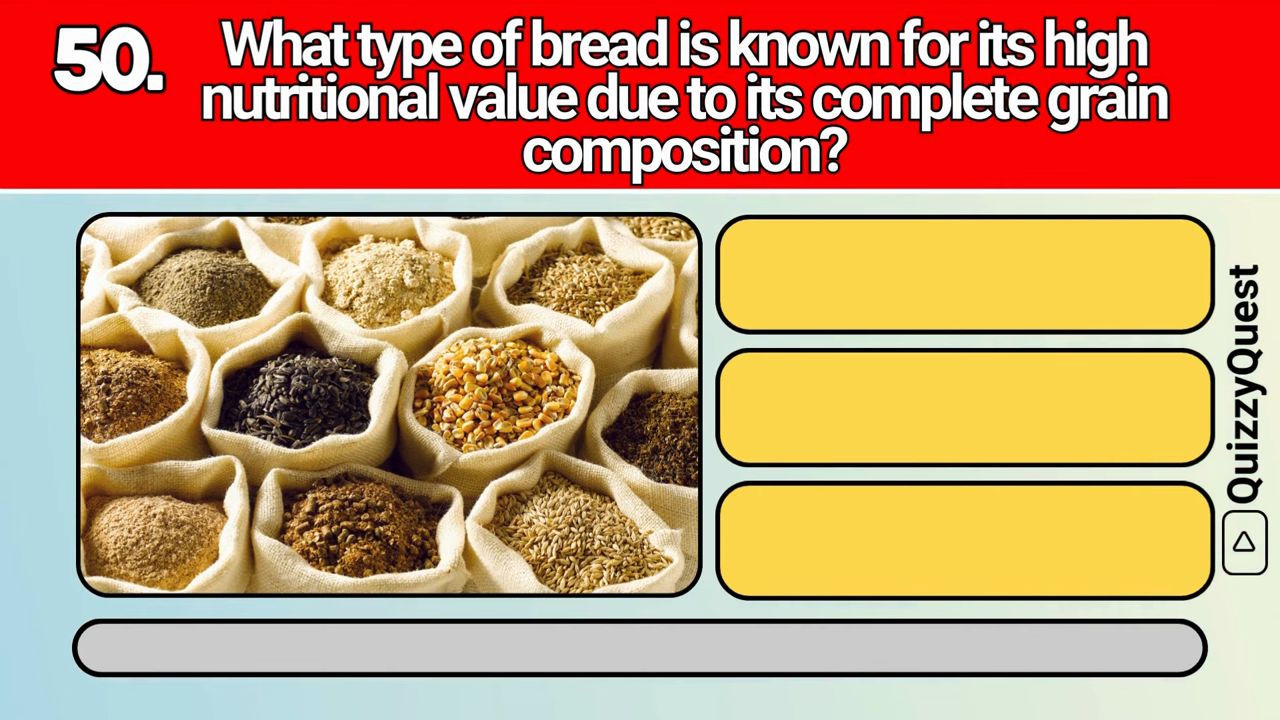 50.
What type of bread is known for its high
nutritional value due to its complete grain
composition?
QuizzyQuest